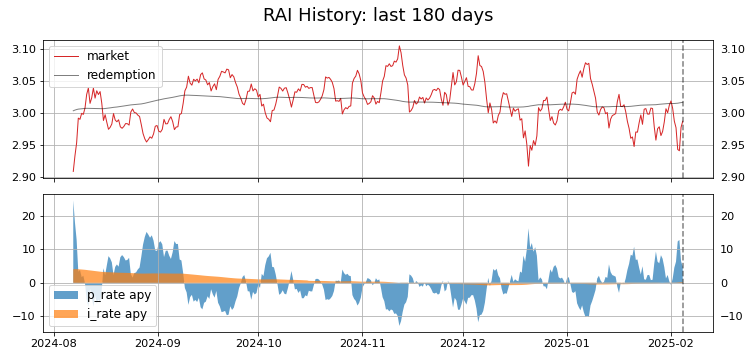 RAI History: last 180 days
3.10 3.10
market
redemption
3.05 3.05
3.00 3.00
2.95 2.95
2.90 2.90
20 20
10 10
0 0
p_rate apy
i_rate apy
−10 −10
2024-08 2024-09 2024-10 2024-11 2024-12 2025-01 2025-02